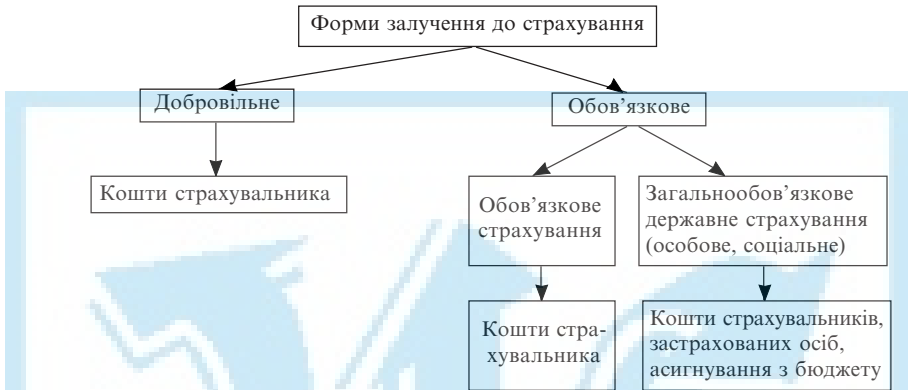 Форми залучення до страхування
Добровільне
Обов’язкове
Кошти страхувальника
Обов’язкове
страхування
Загальнообов’язкове
державне страхування
(особове, соціальне)
Кошти стра-
хувальника
Кошти страхувальників,
застрахованих осіб,
асигнування з бюджету